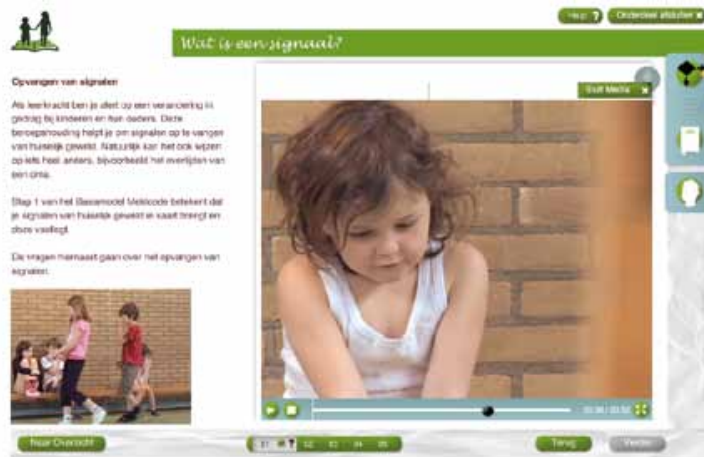 Help ?
Onderdeel afsluiten x
Wat is een signaal?
Sluit Media x
Opvangen van signalen
Als leerkracht ben je alert op een verandering in
gedrag bij kinderen en hun ouders. Deze
beroepshouding helpt je om signalen op te vangen
van huiselijk geweld. Natuurlijk kan het ook wijzen
op iets heel anders, bijvoorbeeld het overlijden van
een oma.
Stap 1 van het Basismodel Meldcode betekent dat
je signalen van huiselijk geweld in kaart brengt en
deze vastlegt.
De vragen hiernaast gaan over het opvangen van
signalen.
Naar Overzicht
?
Terug
Verder